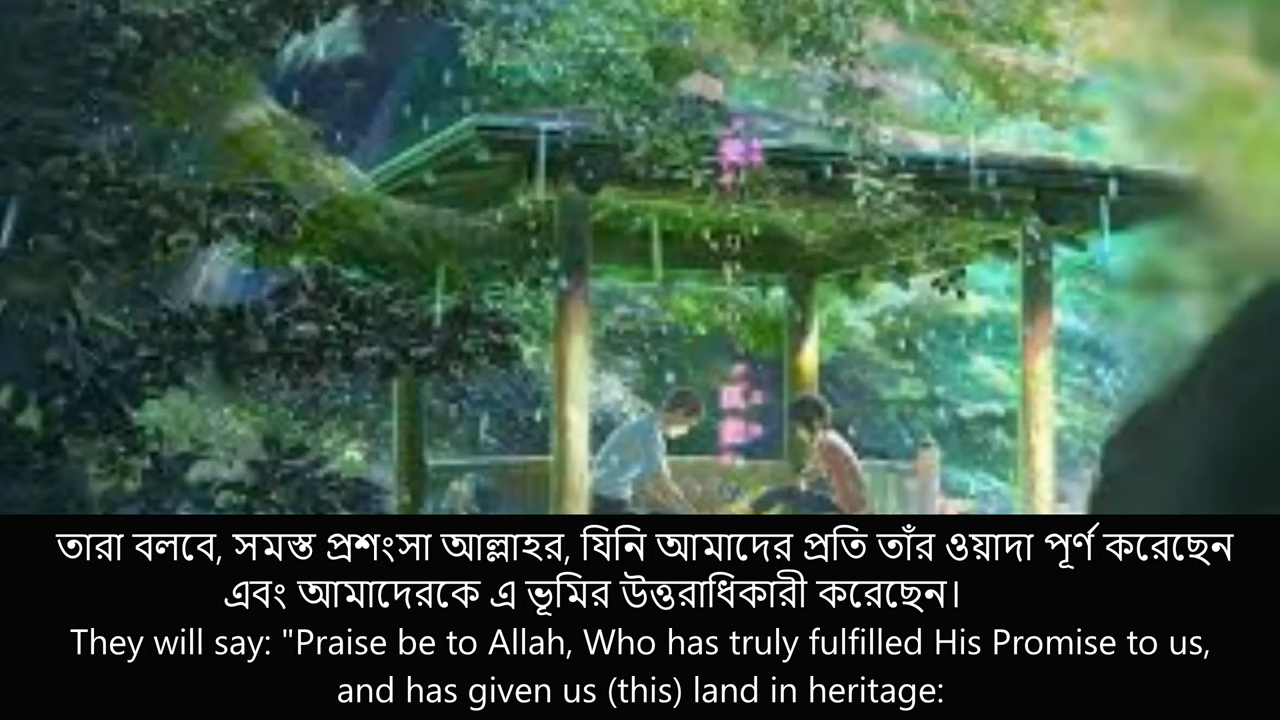 তারা বলবে, সমস্ত প্রশংসা আল্লাহর, যিনি আমাদের প্রতি তাঁর ওয়াদা পূর্ণ করেছেন
এবং আমাদেরকে এ ভূমির উত্তরাধিকারী করেছেন।
They will say: "Praise be to Allah, Who has truly fulfilled His Promise to us,
and has given us (this) land in heritage: